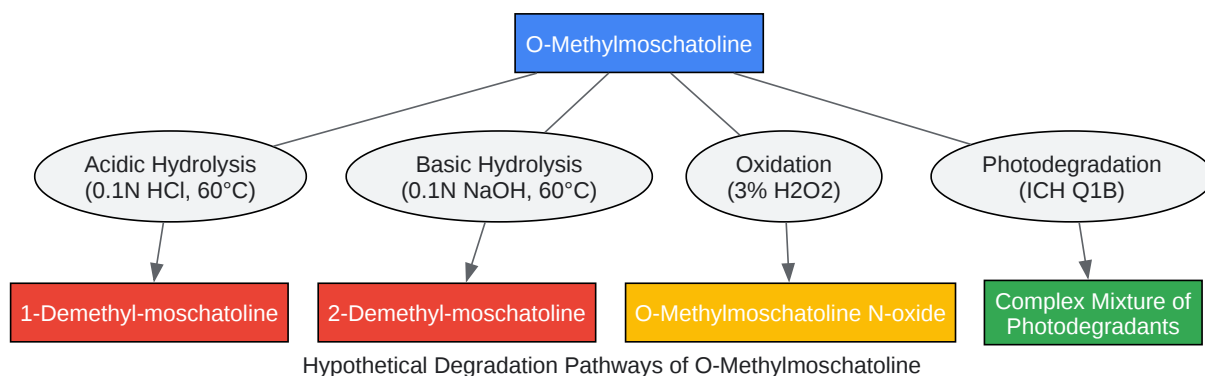 O-Methylmoschatoline
Acidic Hydrolysis
(0.1N HCl, 60°C)
Basic Hydrolysis
(0.1N NaOH, 60°C)
Oxidation
(3% H2O2)
Photodegradation
(ICH Q1B)
1-Demethyl-moschatoline
2-Demethyl-moschatoline
O-Methylmoschatoline N-oxide
Complex Mixture of
Photodegradants
Hypothetical Degradation Pathways of O-Methylmoschatoline